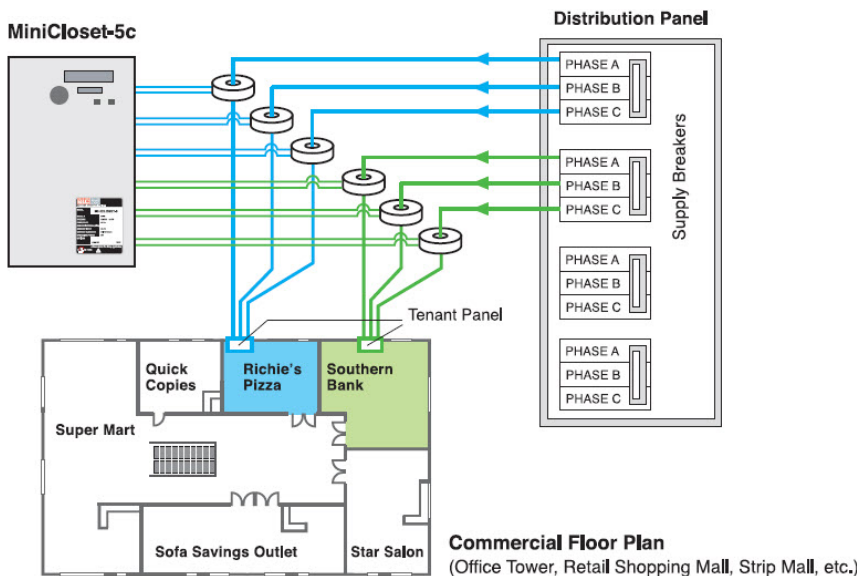 MiniCloset-5c
Distribution Panel
PHASE A
PHASE B
PHASE C
PHASE A
PHASE B
PHASE C
PHASE A
PHASE B
PHASE C
PHASE A
PHASE B
PHASE C
Supply Breakers
Tenant Panel
Quick
Copies
Richie's
Pizza
Southern
Bank
Super Mart
Sofa Savings Outlet
Star Salon
Commercial Floor Plan
(Office Tower, Retail Shopping Mall, Strip Mall, etc.)